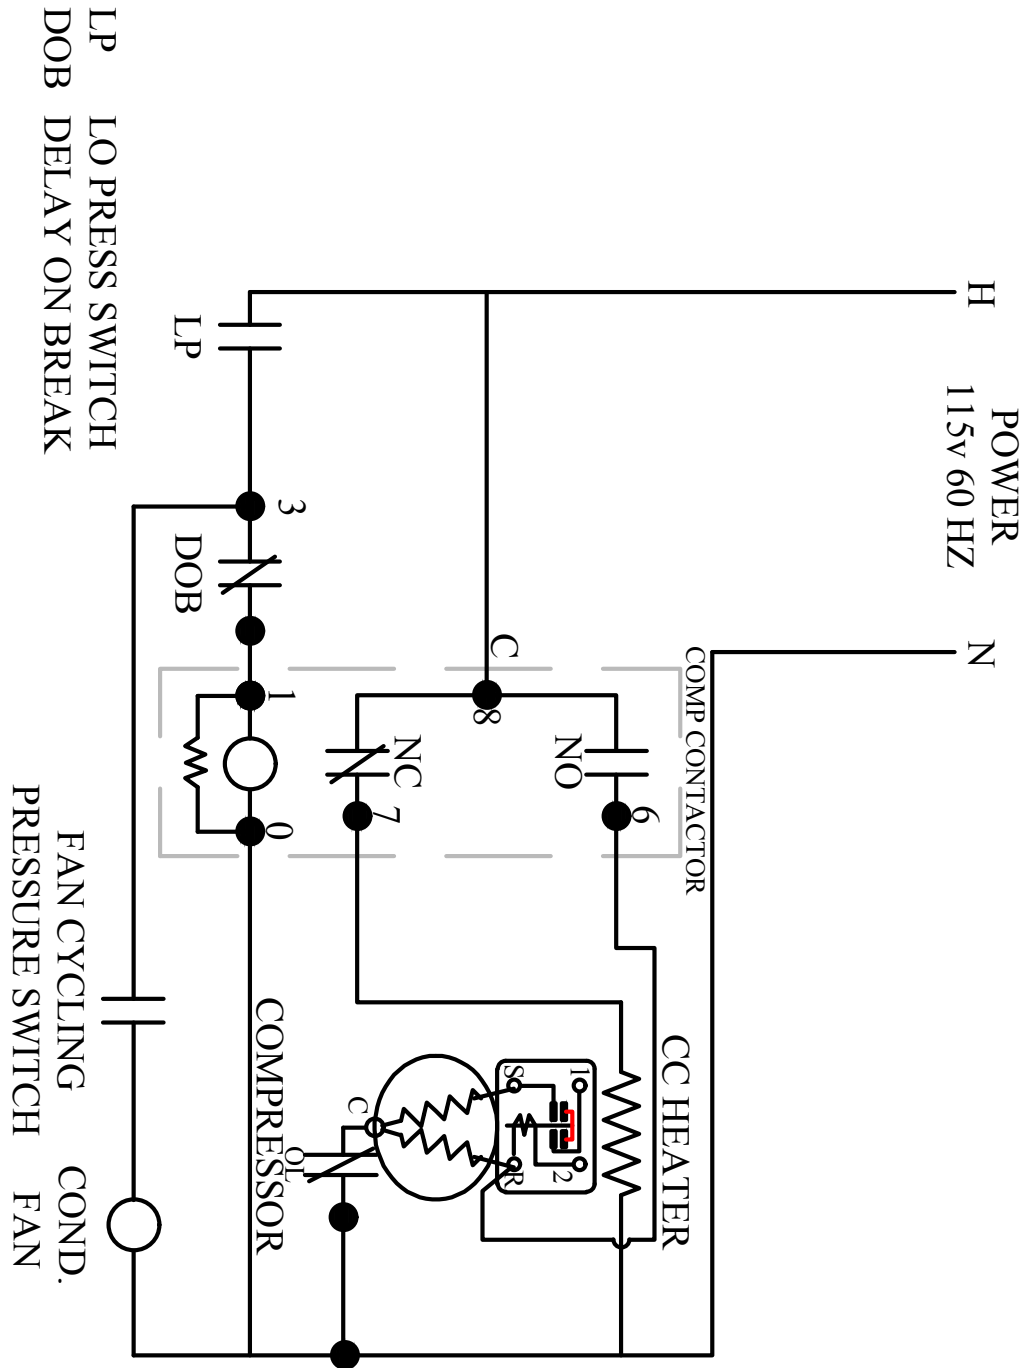 POWER
115v 60 HZ
H
N
COMP CONTACTOR
NO
6
CC HEATER
C
8
1
2
S
R
NC
7
C
OL
COMPRESSOR
3
1
0
LP
DOB
FAN CYCLING
PRESSURE SWITCH
COND.
FAN
LP LO PRESS SWITCH
DOB DELAY ON BREAK